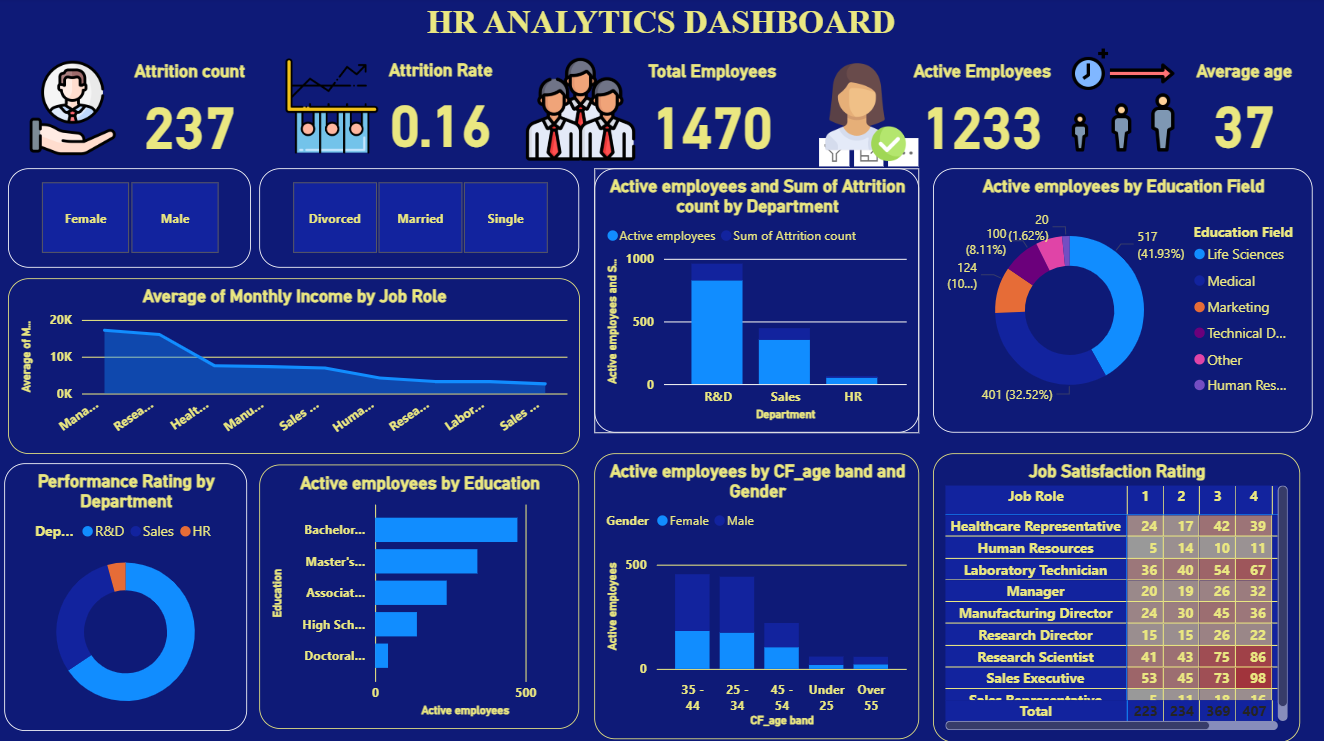 HR ANALYTICS DASHBOARD
Attrition count
237
Attrition Rate
0.16
Total Employees
1470
Active Employees
1233
Average age
37
Female
Male
Divorced
Married
Single
Average of Monthly Income by Job Role
Average of M...
20K
10K
0K
Mana...
Resea...
Healt...
Manu...
Sales ...
Huma...
Resea...
Labor...
Sales ...
Active employees and Sum of Attrition
count by Department
Active employees
Sum of Attrition count
Active employees and S...
1000
500
0
R&D
Sales
HR
Department
Active employees by Education Field
20
(1.62%)
100
(8.11%)
124
(10...)
517
(41.93%)
401 (32.52%)
Education Field
Life Sciences
Medical
Marketing
Technical D...
Other
Human Res...
Performance Rating by
Department
Dep...
R&D
Sales
HR
Active employees by Education
Education
Bachelor...
Master's...
Associat...
High Sch...
Doctoral...
0
500
Active employees
Active employees by CF_age band and
Gender
Gender
Female
Male
Active employees
500
0
35 -
44
25 -
34
45 -
54
Under
25
Over
55
CF_age band
Job Satisfaction Rating
Job Role 1 2 3 4
Healthcare Representative 24 17 42 39
Human Resources 5 14 10 11
Laboratory Technician 36 40 54 67
Manager 20 19 26 32
Manufacturing Director 24 30 45 36
Research Director 15 15 26 22
Research Scientist 41 43 75 86
Sales Executive 53 45 73 98
Sales Representative 5 11 18 16
Total 223 234 369 407